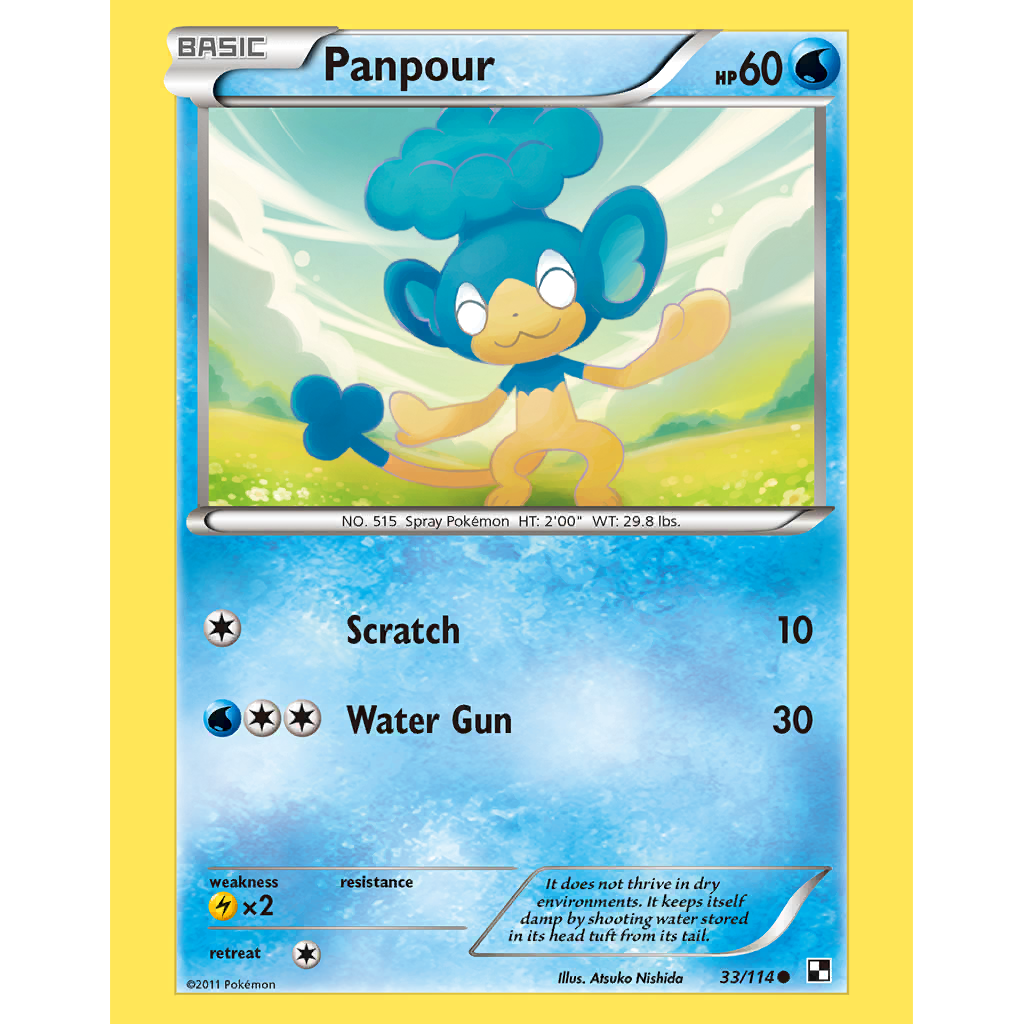 BASIC
Panpour
HP60
NO. 515 Spray Pokémon HT: 2'00" WT: 29.8 lbs.
Scratch 10
Water Gun 30
weakness resistance
×2
retreat
It does not thrive in dry
environments. It keeps itself
damp by shooting water stored
in its head tuft from its tail.
Illus. Atsuko Nishida 33/114
©2011 Pokémon